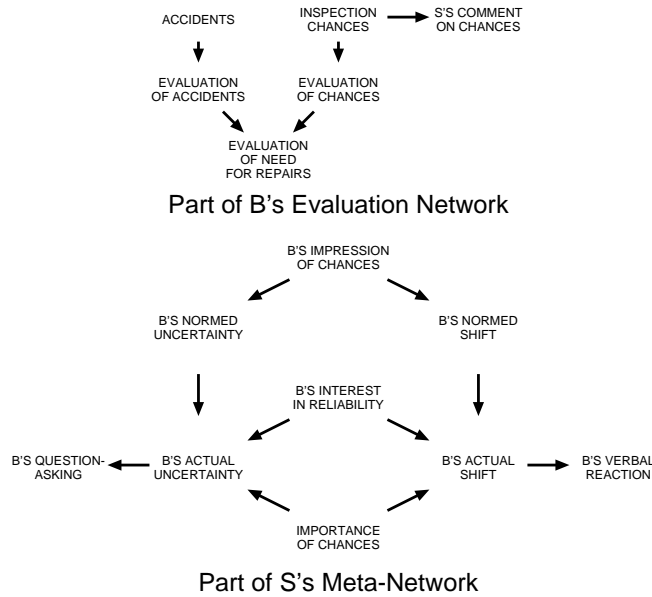 ACCIDENTS
INSPECTION
CHANCES
S'S COMMENT
ON CHANCES
EVALUATION
OF ACCIDENTS
EVALUATION
OF CHANCES
EVALUATION
OF NEED
FOR REPAIRS
Part of B's Evaluation Network
B'S IMPRESSION
OF CHANCES
B'S NORMED
UNCERTAINTY
B'S NORMED
SHIFT
B'S INTEREST
IN RELIABILITY
B'S QUESTION-
ASKING
B'S ACTUAL
UNCERTAINTY
B'S ACTUAL
SHIFT
B'S VERBAL
REACTION
IMPORTANCE
OF CHANCES
Part of S's Meta-Network